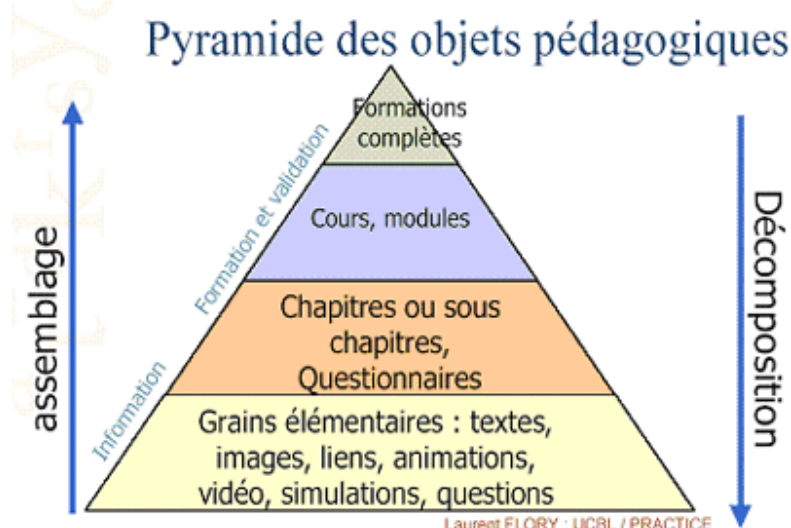 Pyramide des objets pédagogiques
Formations
complètes
Cours, modules
Chapitres ou sous
chapitres,
Questionnaires
Grains élémentaires : textes,
images, liens, animations,
vidéo, simulations, questions
assemblage
Information
Formation et validation
Décomposition
Laurent FLORY : UCBL / PRACTICE